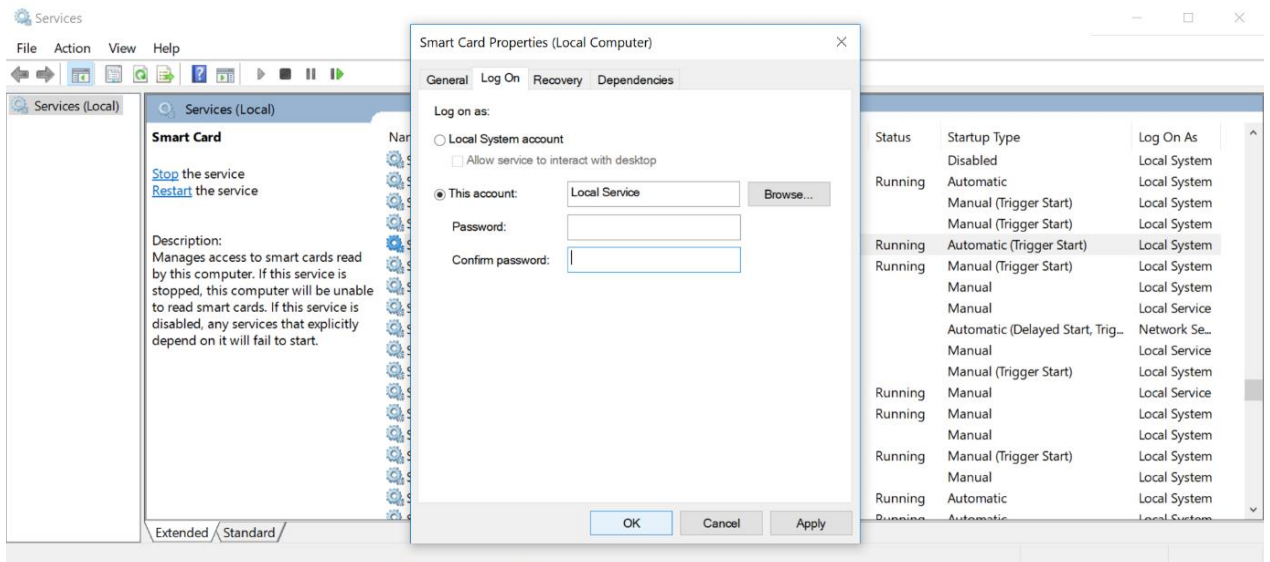 Services
File Action View Help
Services (Local)
Services (Local)
Smart Card
Stop the service
Restart the service
Description:
Manages access to smart cards read
by this computer. If this service is
stopped, this computer will be unable
to read smart cards. If this service is
disabled, any services that explicitly
depend on it will fail to start.
Extended Standard
Smart Card Properties (Local Computer)
General Log On Recovery Dependencies
Log on as:
Local System account
Allow service to interact with desktop
This account: Local Service Browse...
Password:
Confirm password:
OK Cancel Apply
Status Startup Type Log On As
Disabled Local System
Running Automatic Local System
Manual (Trigger Start) Local System
Manual (Trigger Start) Local System
Running Automatic (Trigger Start) Local System
Running Manual (Trigger Start) Local System
Manual Local System
Manual Local Service
Automatic (Delayed Start, Trig... Network Se...
Manual Local Service
Manual (Trigger Start) Local System
Running Manual Local Service
Running Manual Local System
Manual Local System
Running Manual (Trigger Start) Local System
Manual Local System
Running Automatic Local System
Running Automatic Local System